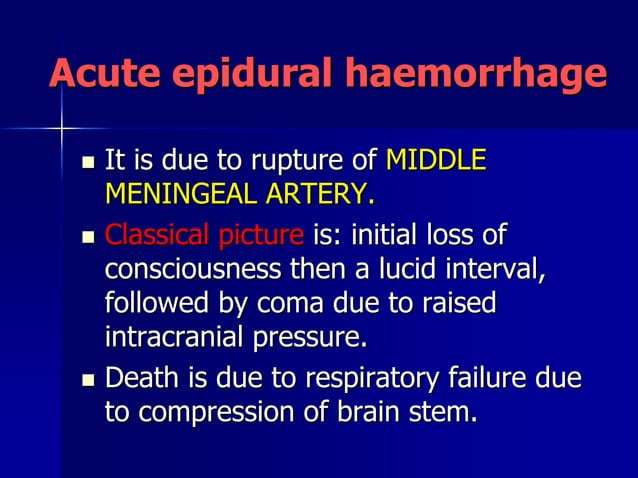 Acute epidural haemorrhage
It is due to rupture of MIDDLE
MENINGEAL ARTERY.
Classical picture is: initial loss of
consciousness then a lucid interval,
followed by coma due to raised
intracranial pressure.
Death is due to respiratory failure due
to compression of brain stem.